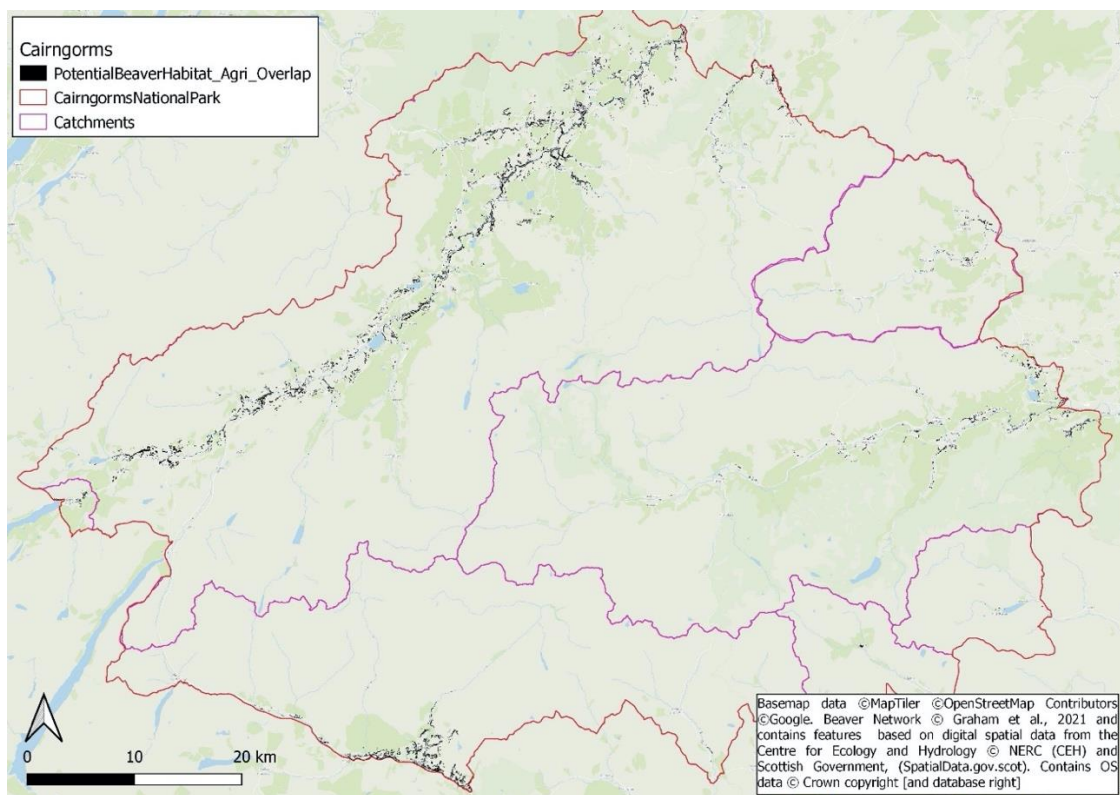 Cairngorms
PotentialBeaverHabitat_Agri_Overlap
CairngormsNationalPark
Catchments
0 10 20 km
Basemap data ©MapTiler ©OpenStreetMap Contributors
©Google. Beaver Network © Graham et al., 2021 and
contains features based on digital spatial data from the
Centre for Ecology and Hydrology © NERC (CEH) and
Scottish Government, (SpatialData.gov.scot). Contains OS
data © Crown copyright [and database right]